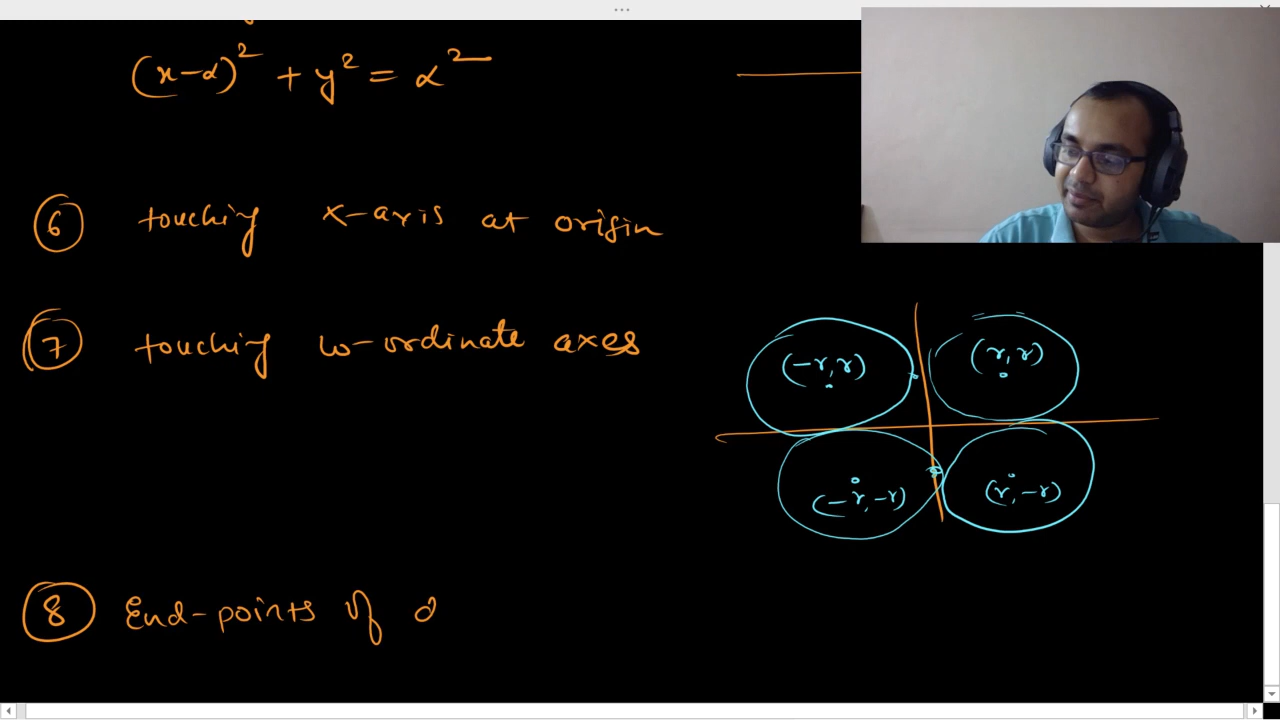 (x-α)² + y² = α²
⑥ touching x-axis at origin
⑦ touching co-ordinate axes
(-r, r) (r, r)
(-r, -r) (r, -r)
⑧ End-points of d